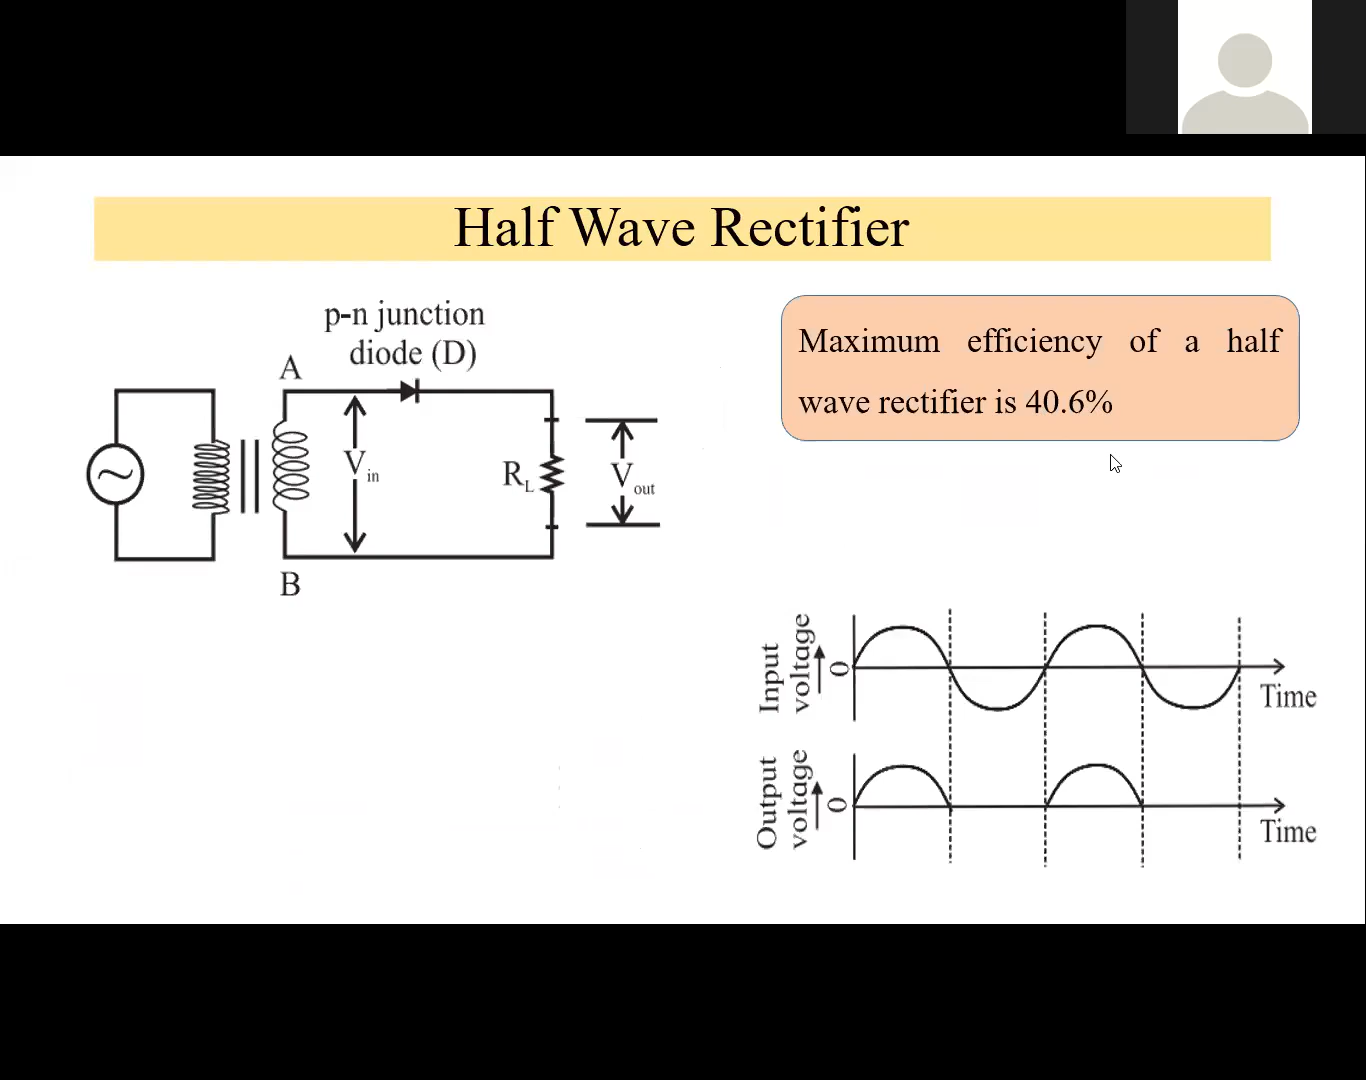 Half Wave Rectifier
p-n junction
diode (D)
A
V in
R L
V out
B
Maximum efficiency of a half
wave rectifier is 40.6%
Input
voltage
0
Time
Output
voltage
0
Time